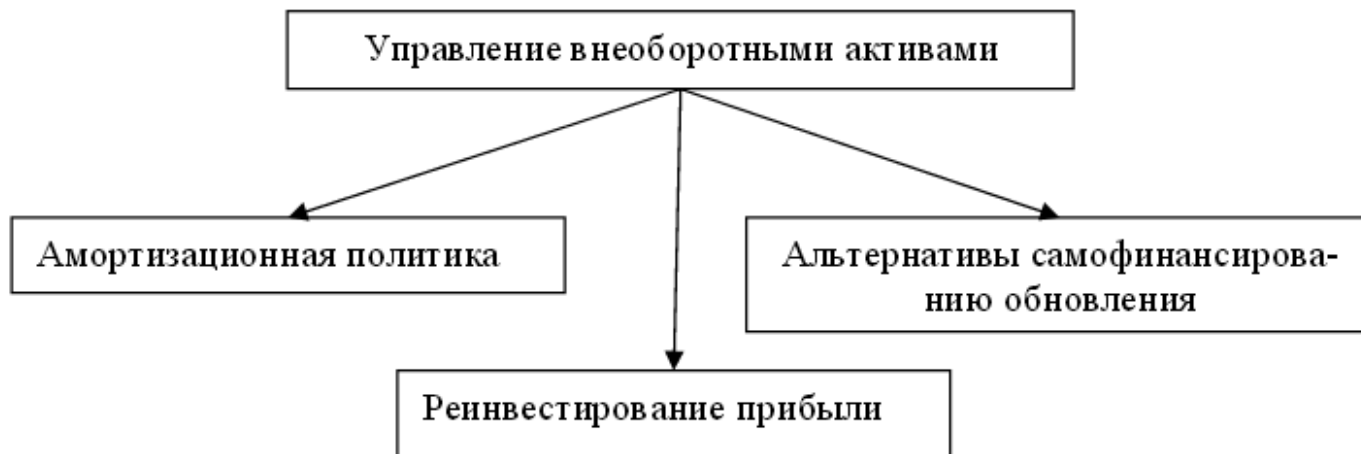 Управление внеоборотными активами
Амортизационная политика
Альтернативы самофинансирова-
нию обновления
Реинвестирование прибыли